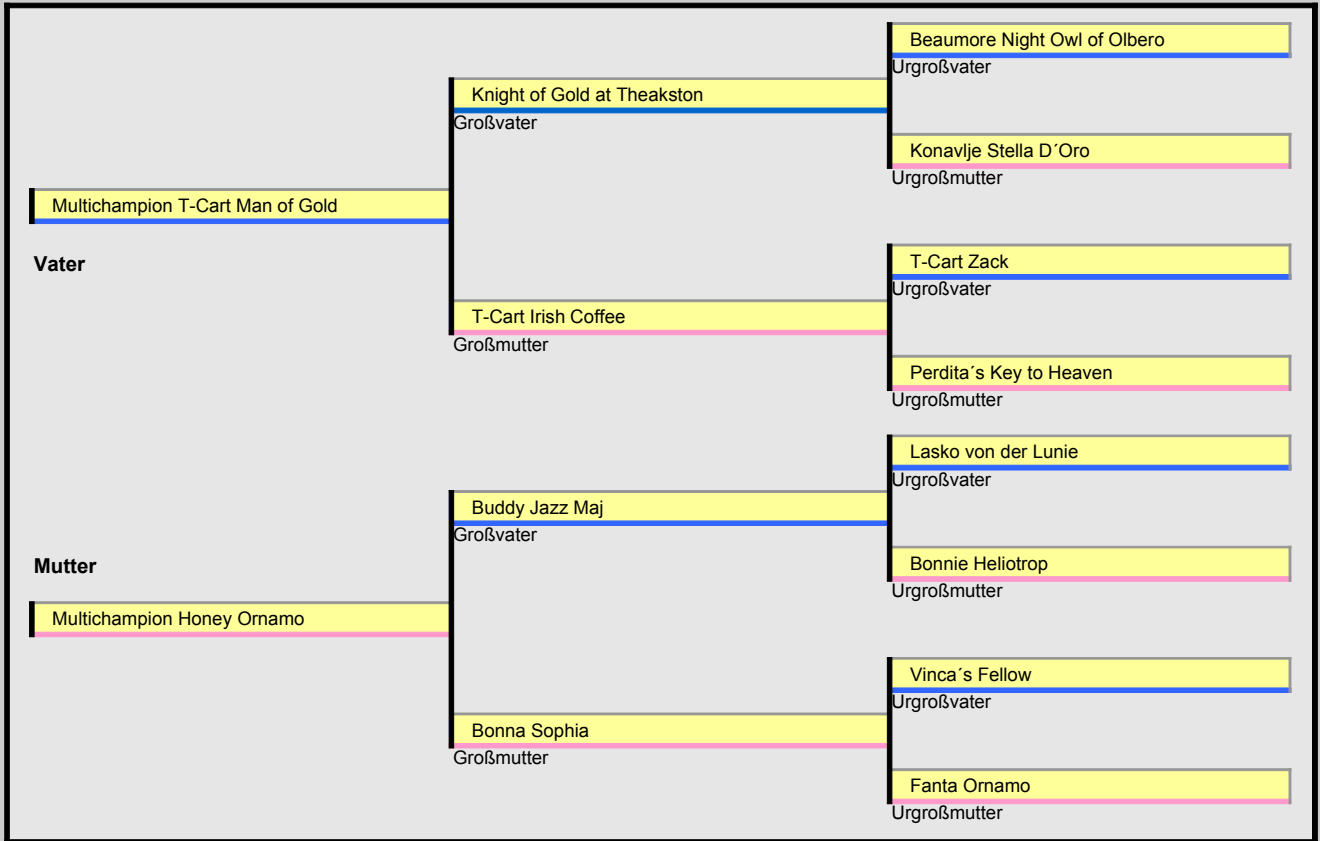 Beaumore Night Owl of Olbero
Urgroßvater
Knight of Gold at Theakston
Großvater
Konavlje Stella D´Oro
Urgroßmutter
Multichampion T-Cart Man of Gold
Vater
T-Cart Zack
Urgroßvater
T-Cart Irish Coffee
Großmutter
Perdita´s Key to Heaven
Urgroßmutter
Lasko von der Lunie
Urgroßvater
Buddy Jazz Maj
Großvater
Bonnie Heliotrop
Urgroßmutter
Mutter
Multichampion Honey Ornamo
Vinca´s Fellow
Urgroßvater
Bonna Sophia
Großmutter
Fanta Ornamo
Urgroßmutter